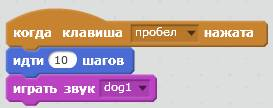 когда клавиша пробел нажата
идти 10 шагов
играть звук dog1